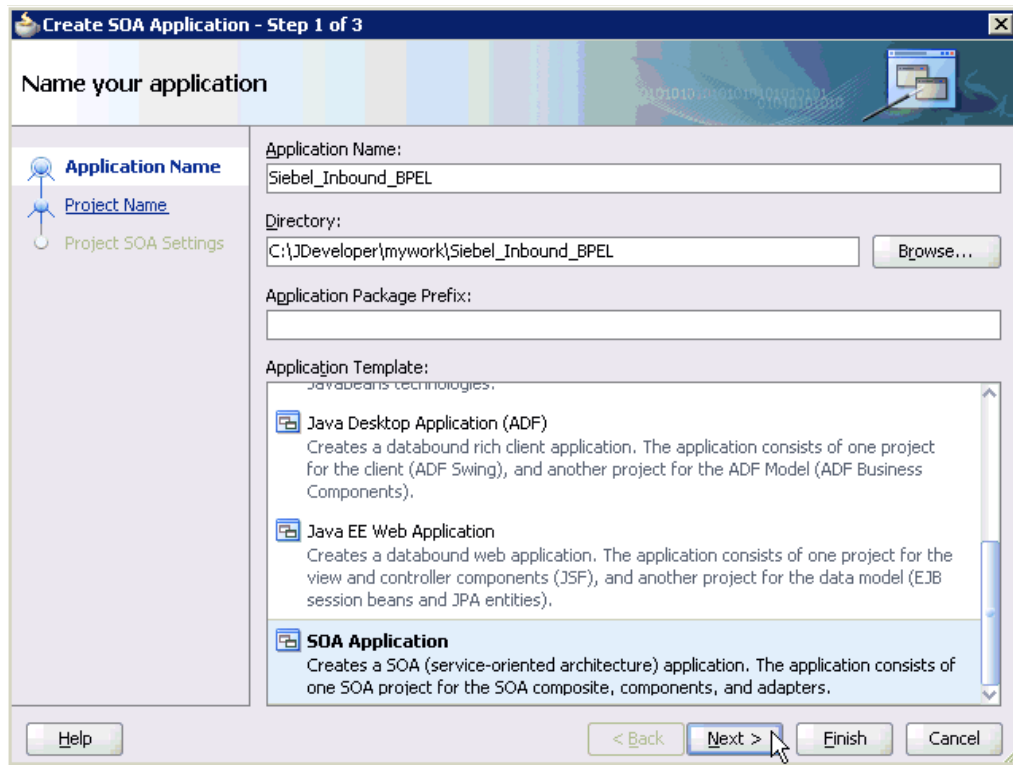 Create SOA Application - Step 1 of 3
Name your application
Application Name
Project Name
Project SOA Settings
Application Name:
Siebel_Inbound_BPEL
Directory:
C:\JDeveloper\mywork\Siebel_Inbound_BPEL
Browse...
Application Package Prefix:
Application Template:
Javabeans technologies.
Java Desktop Application (ADF)
Creates a databound rich client application. The application consists of one project
for the client (ADF Swing), and another project for the ADF Model (ADF Business
Components).
Java EE Web Application
Creates a databound web application. The application consists of one project for the
view and controller components (JSF), and another project for the data model (EJB
session beans and JPA entities).
SOA Application
Creates a SOA (service-oriented architecture) application. The application consists of
one SOA project for the SOA composite, components, and adapters.
Help
< Back
Next >
Finish
Cancel